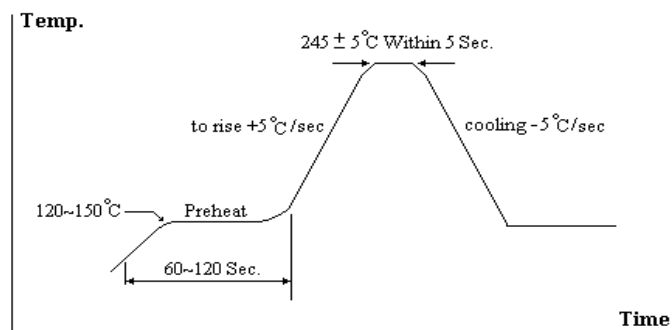 Temp.
245 ± 5°C Within 5 Sec.
to rise +5°C/sec
cooling -5°C/sec
120~150°C
Preheat
60~120 Sec.
Time